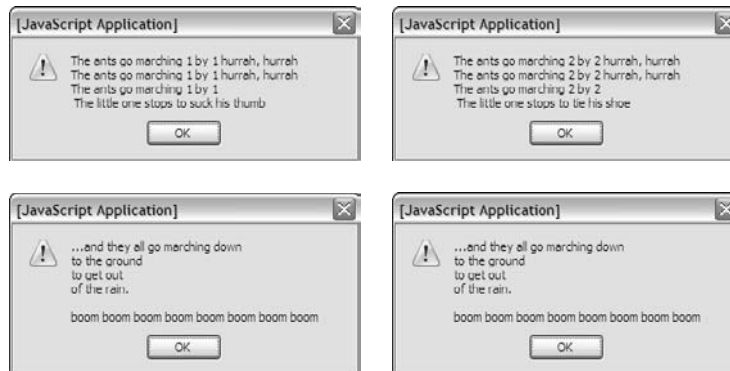 [JavaScript Application]
The ants go marching 1 by 1 hurrah, hurrah
The ants go marching 1 by 1 hurrah, hurrah
The ants go marching 1 by 1
The little one stops to suck his thumb
OK
[JavaScript Application]
The ants go marching 2 by 2 hurrah, hurrah
The ants go marching 2 by 2 hurrah, hurrah
The ants go marching 2 by 2
The little one stops to tie his shoe
OK
[JavaScript Application]
...and they all go marching down
to the ground
to get out
of the rain.
boom boom boom boom boom boom boom boom
OK
[JavaScript Application]
...and they all go marching down
to the ground
to get out
of the rain.
boom boom boom boom boom boom boom boom
OK